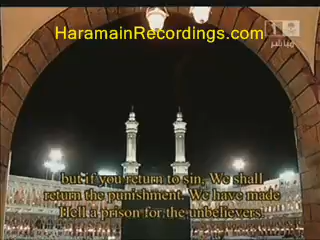 HaramainRecordings.com
مباشر
but if you return to sin, We shall
return the punishment. We have made
Hell a prison for the unbelievers